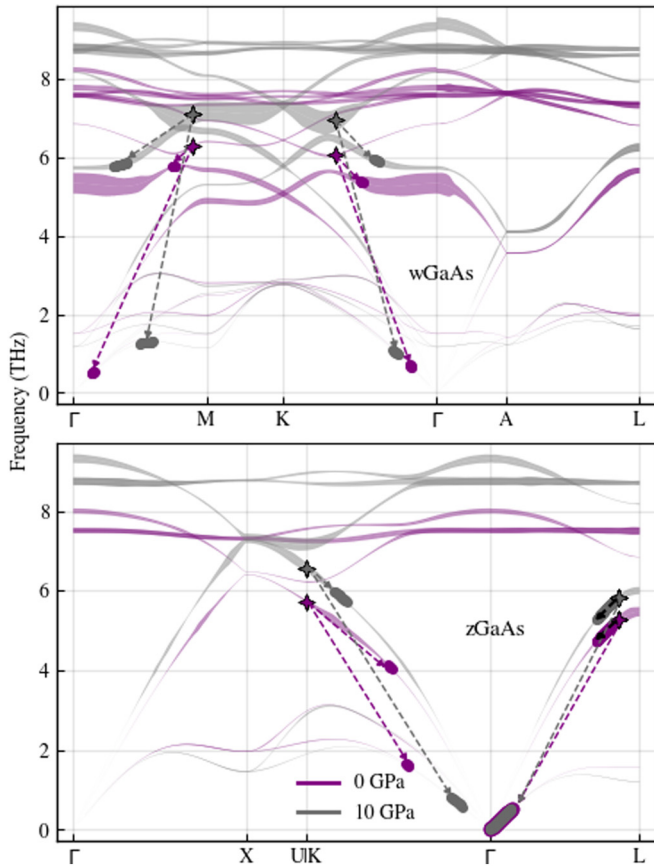 8
6
4
2
0
wGaAs
Γ M K Γ A L
Frequency (THz)
8
6
4
2
0
zGaAs
0 GPa
10 GPa
Γ X U|K Γ L